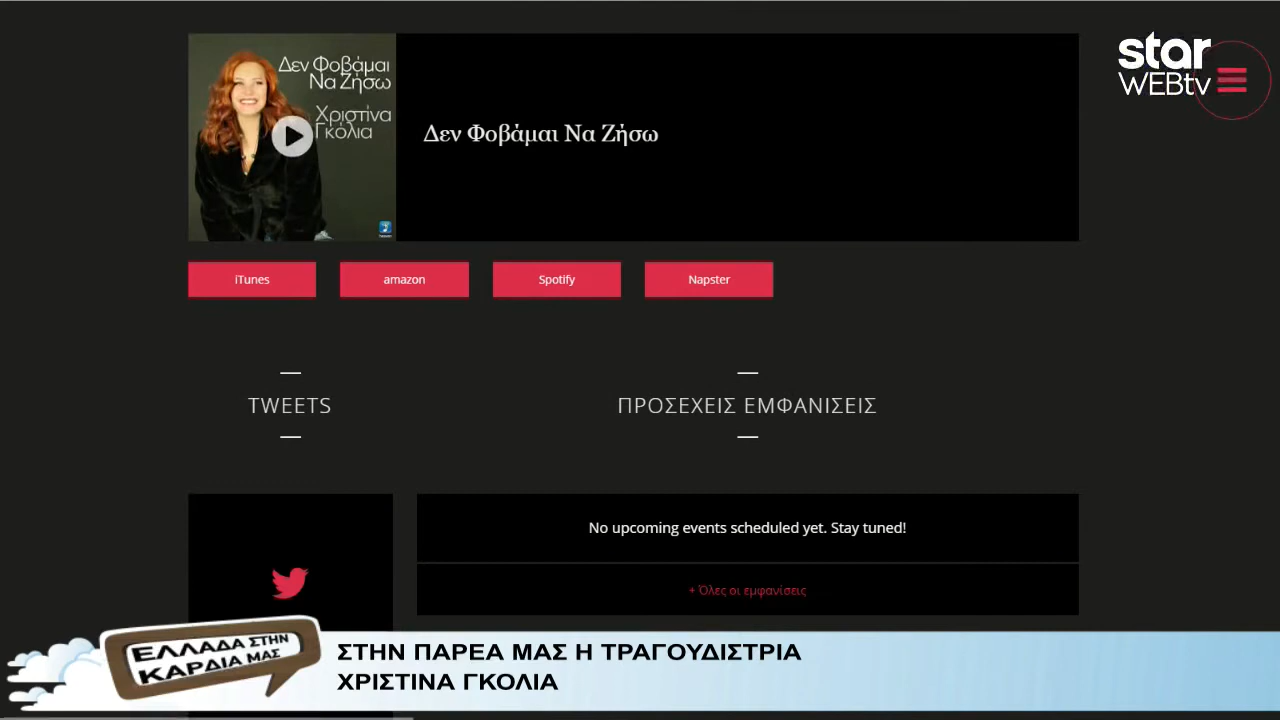 star
WEBtv
Δεν Φοβάμαι
Να Ζήσω
Χριστίνα
Γκόλια
Δεν Φοβάμαι Να Ζήσω
iTunes
amazon
Spotify
Napster
TWEETS
ΠΡΟΣΕΧΕΙΣ ΕΜΦΑΝΙΣΕΙΣ
No upcoming events scheduled yet. Stay tuned!
+ Όλες οι εμφανίσεις
ΕΛΛΑΔΑ ΣΤΗΝ
ΚΑΡΔΙΑ ΜΑΣ
ΣΤΗΝ ΠΑΡΕΑ ΜΑΣ Η ΤΡΑΓΟΥΔΙΣΤΡΙΑ
ΧΡΙΣΤΙΝΑ ΓΚΟΛΙΑ